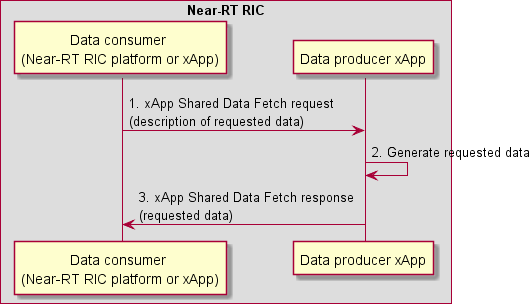 Near-RT RIC
Data consumer
(Near-RT RIC platform or xApp)
Data producer xApp
1. xApp Shared Data Fetch request
(description of requested data)
2. Generate requested data
3. xApp Shared Data Fetch response
(requested data)
Data consumer
(Near-RT RIC platform or xApp)
Data producer xApp